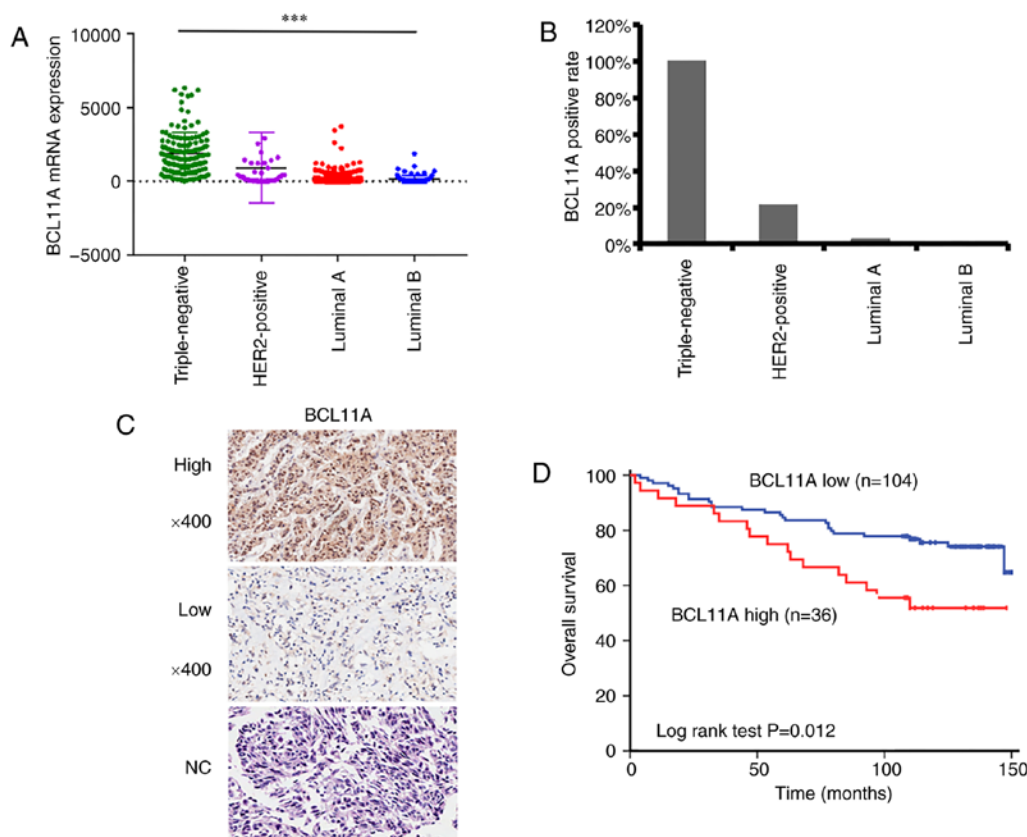 A
***
BCL11A mRNA expression
10000
5000
0
−5000
Triple-negative
HER2-positive
Luminal A
Luminal B
B
BCL11A positive rate
120%
100%
80%
60%
40%
20%
0%
Triple-negative
HER2-positive
Luminal A
Luminal B
C
BCL11A
High
×400
Low
×400
NC
D
Overall survival
100
80
60
40
20
0
BCL11A low (n=104)
BCL11A high (n=36)
Log rank test P=0.012
0
50
100
150
Time (months)